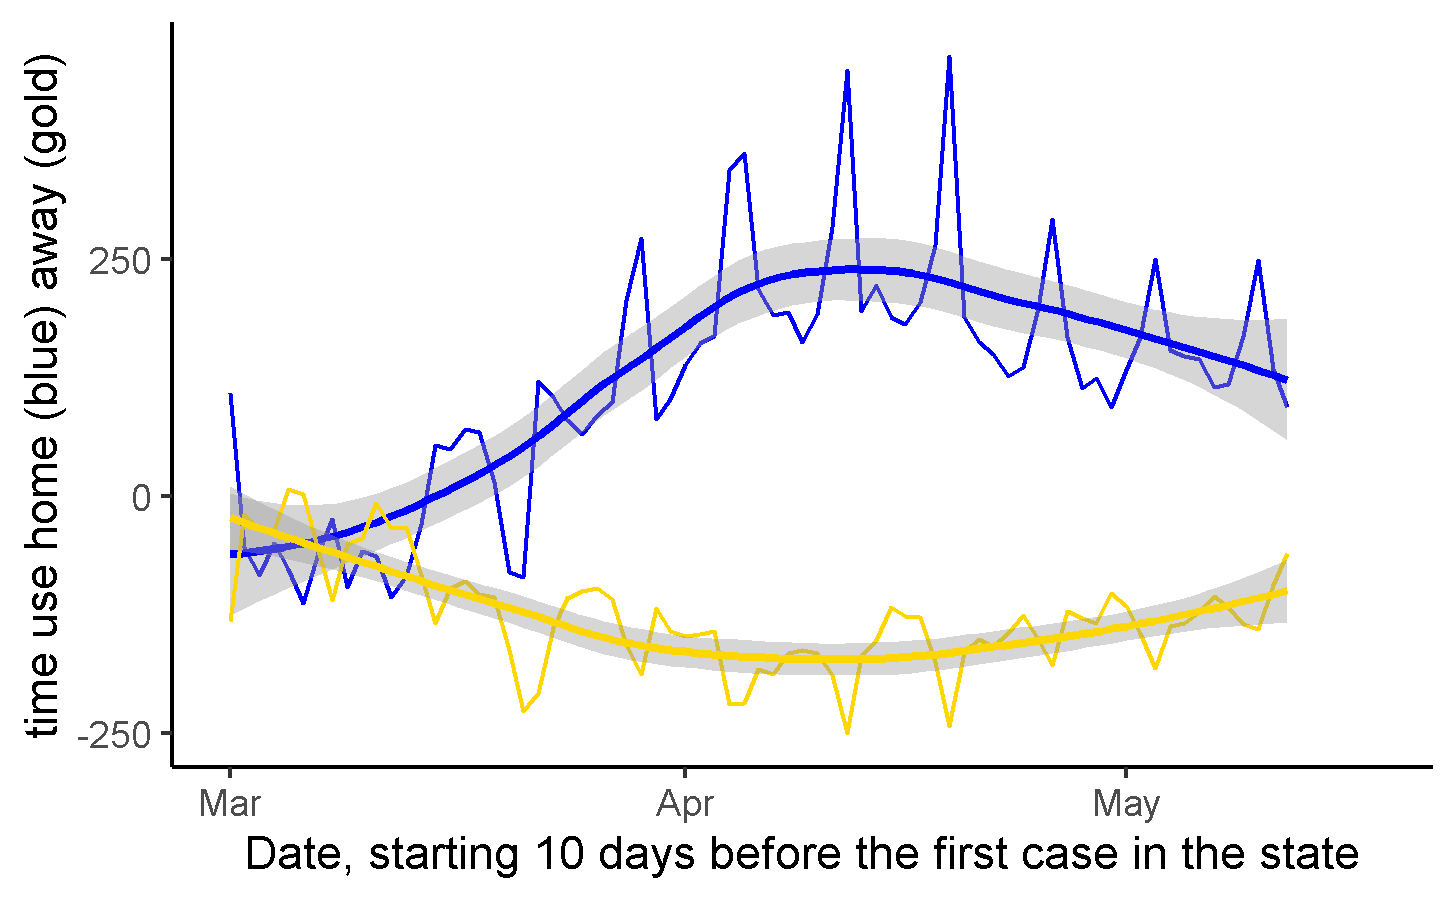 time use home (blue) away (gold)
250
0
-250
Mar Apr May
Date, starting 10 days before the first case in the state